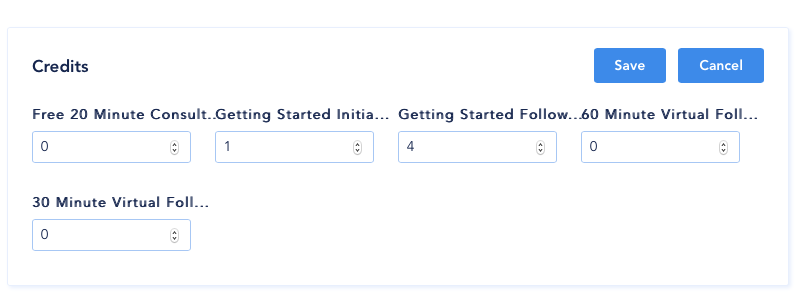 Credits Save Cancel
Free 20 Minute Consult... Getting Started Initia... Getting Started Follow... 60 Minute Virtual Foll...
0 1 4 0
30 Minute Virtual Foll...
0